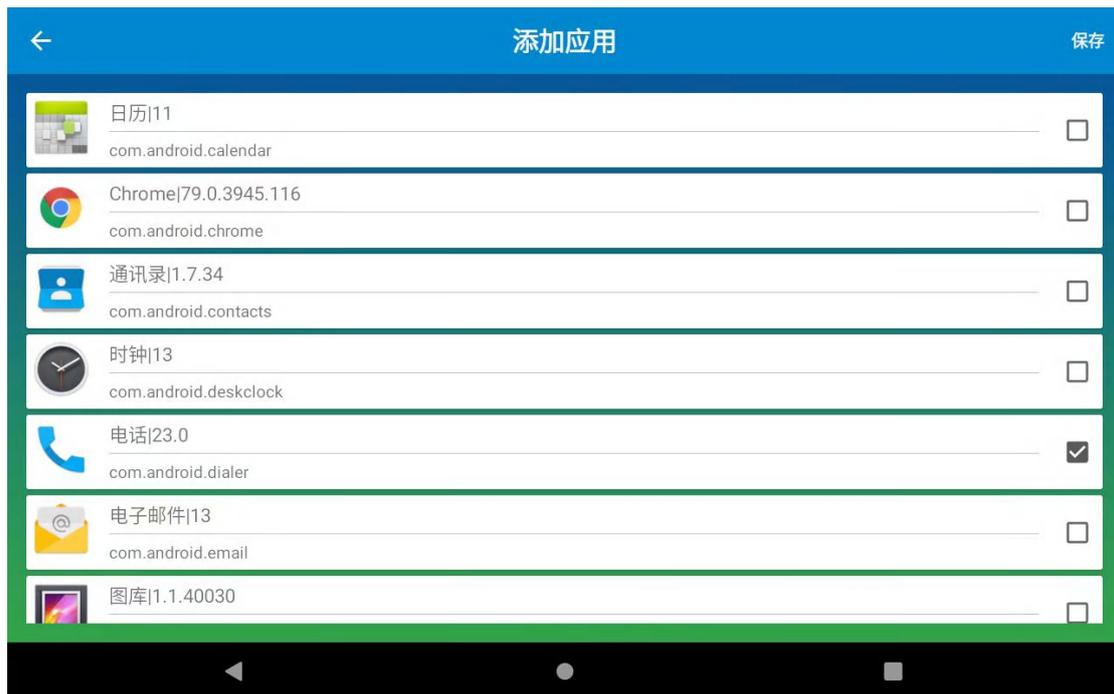 添加应用
保存
日历|11
com.android.calendar
Chrome|79.0.3945.116
com.android.chrome
通讯录|1.7.34
com.android.contacts
时钟|13
com.android.deskclock
电话|23.0
com.android.dialer
电子邮件|13
com.android.email
@
图库|1.1.40030